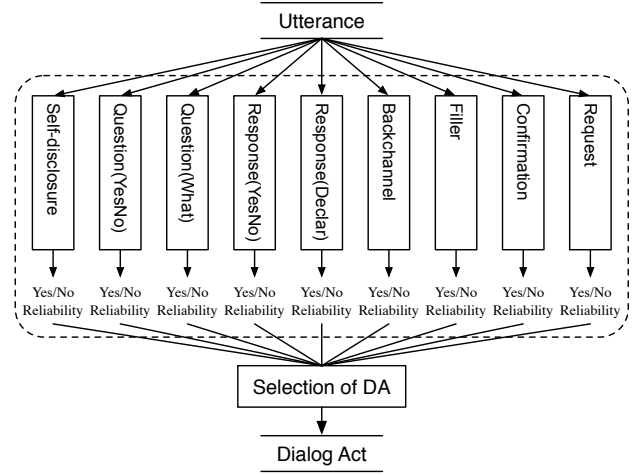 Utterance
Self-disclosure
Question(YesNo)
Question(What)
Response(YesNo)
Response(Declar)
Backchannel
Filler
Confirmation
Request
Yes/No Yes/No Yes/No Yes/No Yes/No Yes/No Yes/No Yes/No Yes/No
Reliability Reliability Reliability Reliability Reliability Reliability Reliability Reliability Reliability
Selection of DA
Dialog Act